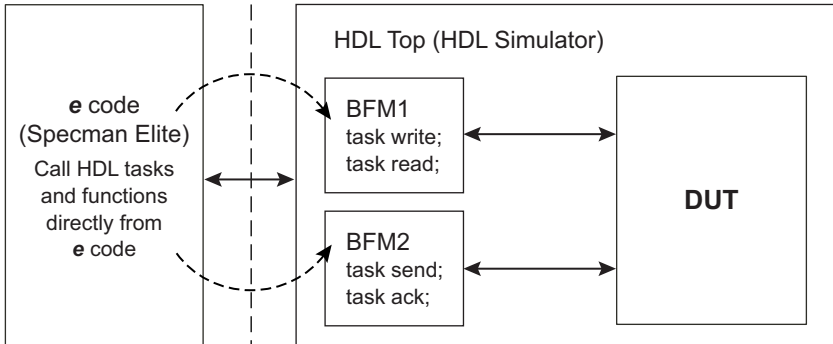 e code
(Specman Elite)
Call HDL tasks
and functions
directly from
e code
HDL Top (HDL Simulator)
BFM1
task write;
task read;
BFM2
task send;
task ack;
DUT